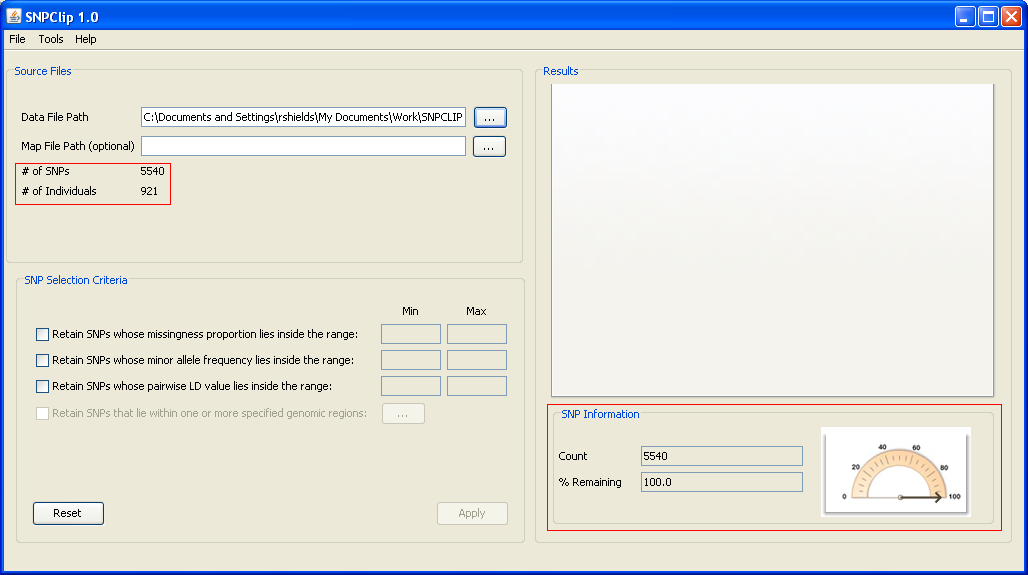 SNPClip 1.0
File Tools Help
Source Files
Data File Path C:\Documents and Settings\rshields\My Documents\Work\SNPCLIP ...
Map File Path (optional) ...
# of SNPs 5540
# of Individuals 921
SNP Selection Criteria
Min Max
Retain SNPs whose missingness proportion lies inside the range:
Retain SNPs whose minor allele frequency lies inside the range:
Retain SNPs whose pairwise LD value lies inside the range:
Retain SNPs that lie within one or more specified genomic regions: ...
Reset Apply
Results
SNP Information
Count 5540
% Remaining 100.0
0 20 40 60 80 100